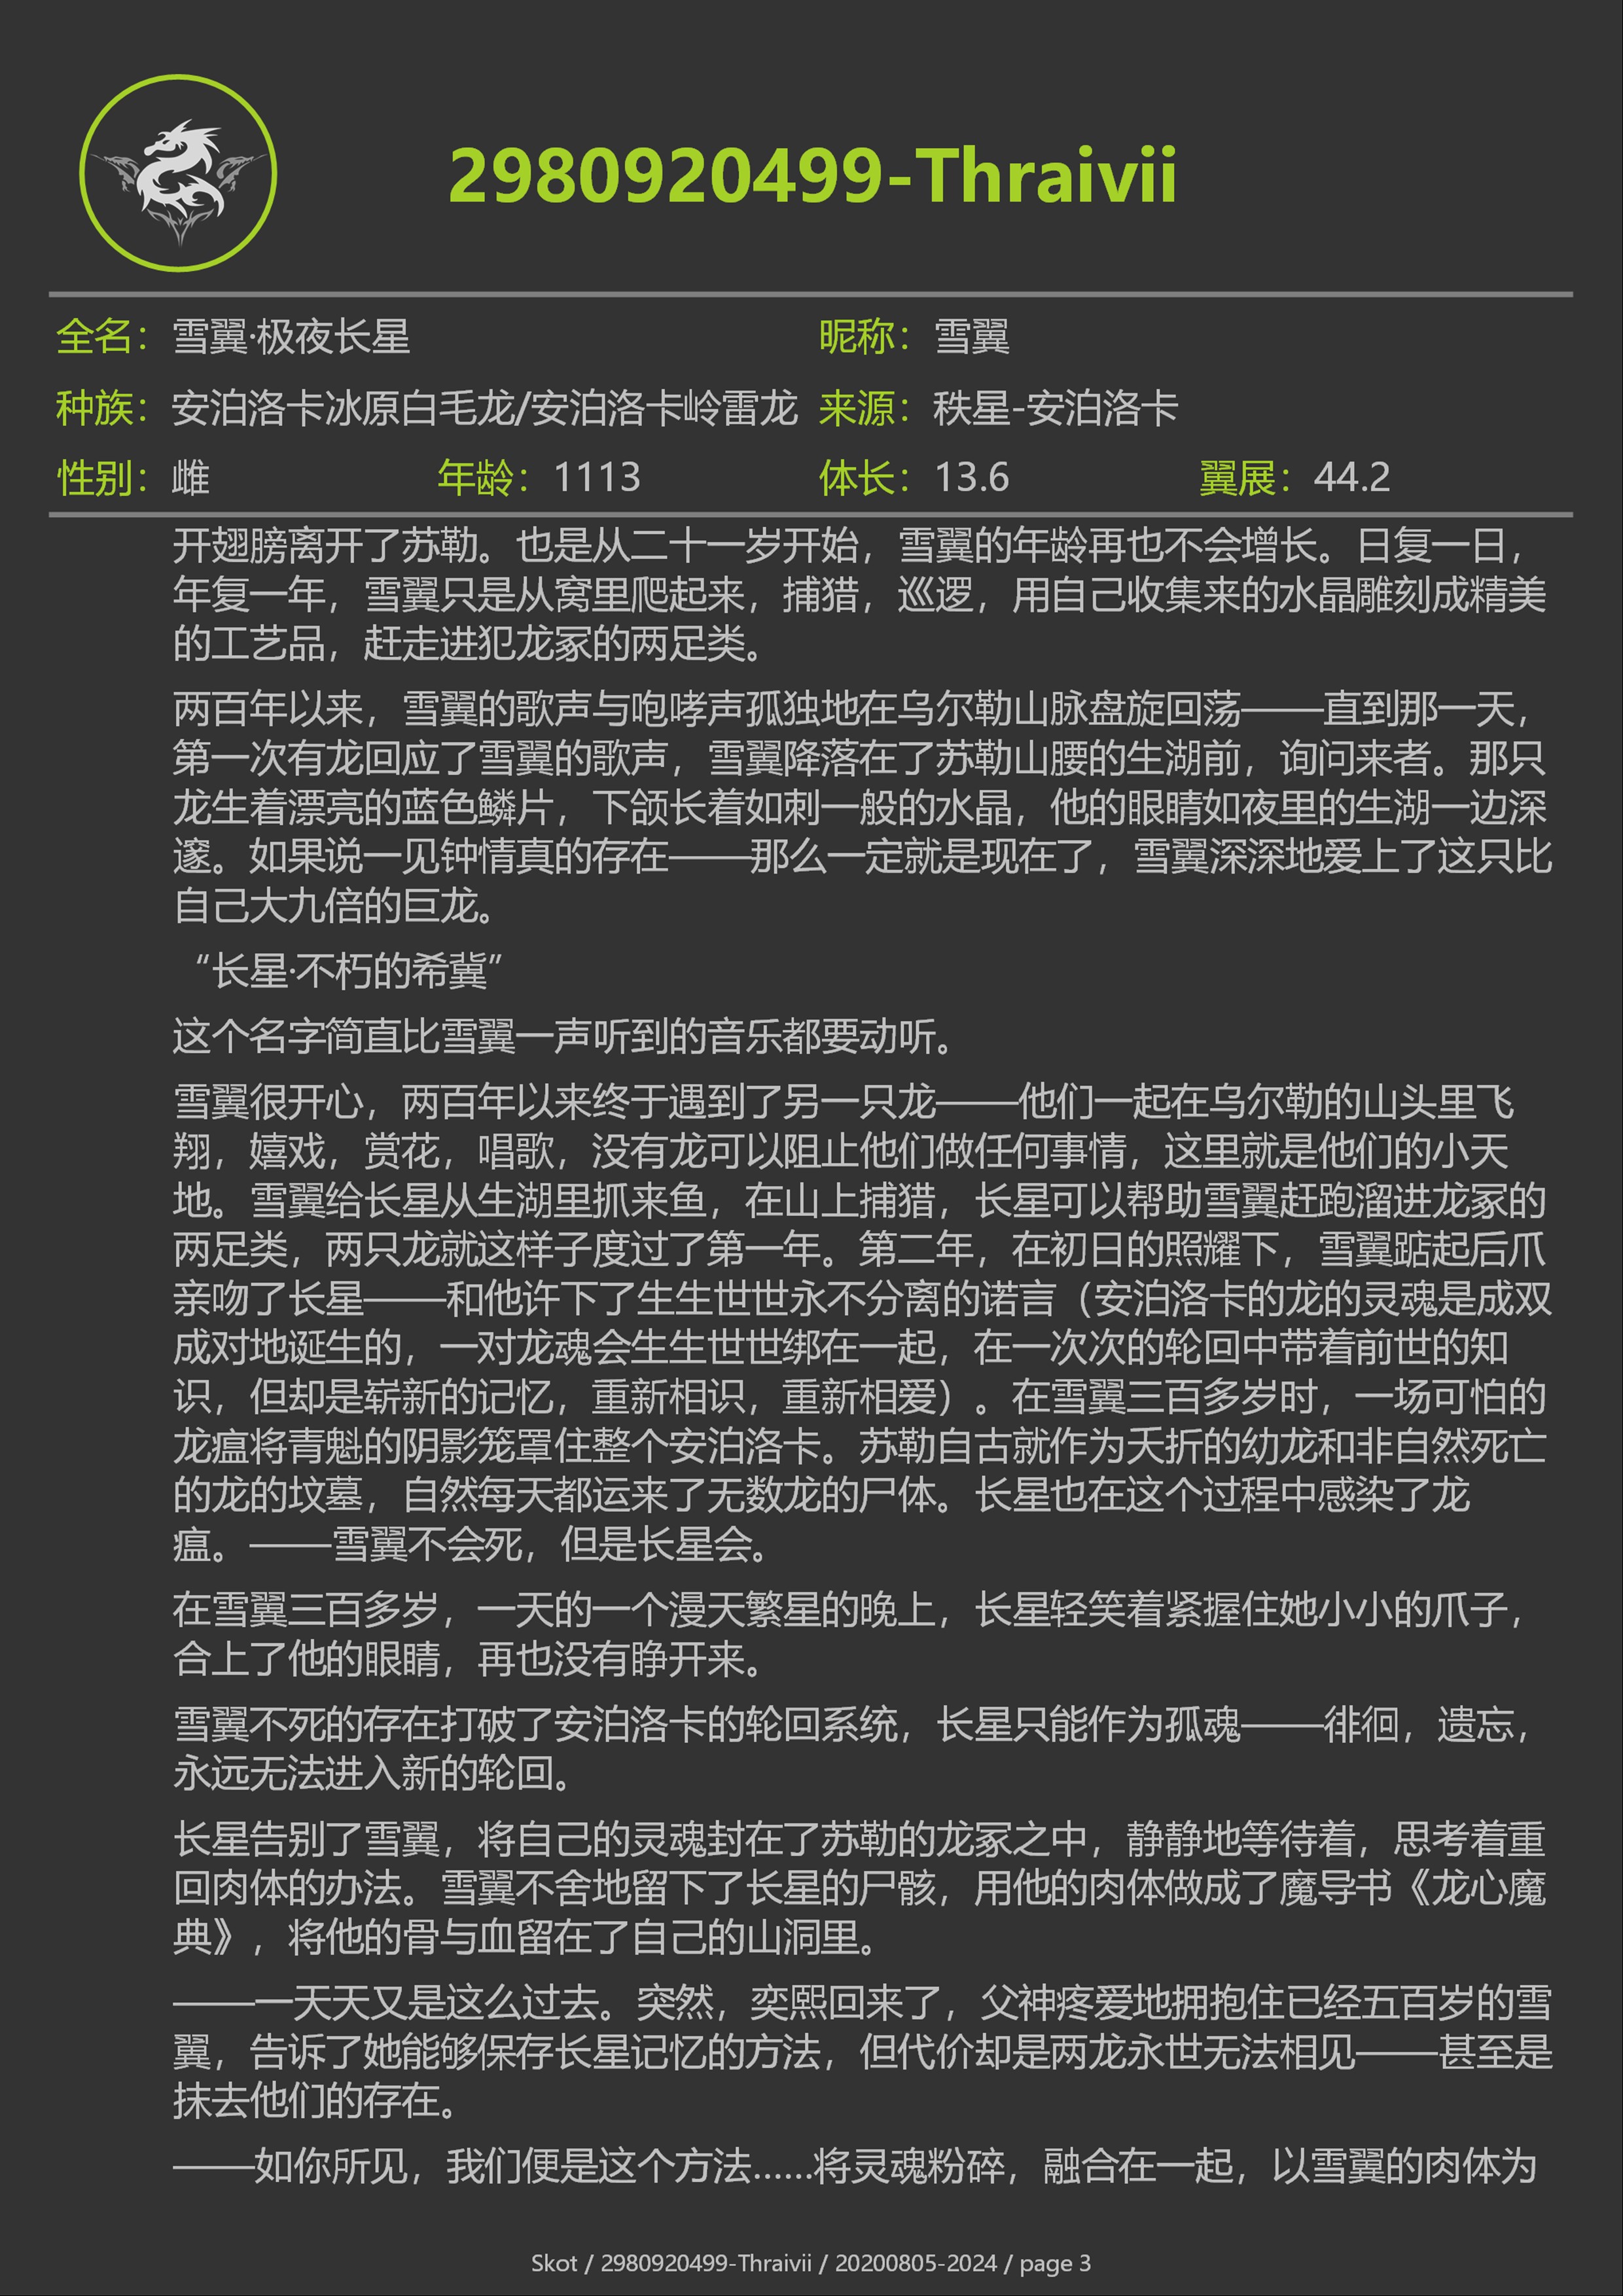 2980920499-Thraivii
全名：雪翼·极夜长星 昵称：雪翼
种族：安泊洛卡冰原白毛龙/安泊洛卡岭雷龙 来源：秩星-安泊洛卡
性别：雌 年龄：1113 体长：13.6 翼展：44.2
开翅膀离开了苏勒。也是从二十一岁开始，雪翼的年龄再也不会增长。日复一日，
年复一年，雪翼只是从窝里爬起来，捕猎，巡逻，用自己收集来的水晶雕刻成精美
的工艺品，赶走进犯龙冢的两足类。
两百年以来，雪翼的歌声与咆哮声孤独地在乌尔勒山脉盘旋回荡——直到那一天，
第一次有龙回应了雪翼的歌声，雪翼降落在了苏勒山腰的生湖前，询问来者。那只
龙生着漂亮的蓝色鳞片，下颌长着如刺一般的水晶，他的眼睛如夜里的生湖一边深
邃。如果说一见钟情真的存在——那么一定就是现在了，雪翼深深地爱上了这只比
自己大九倍的巨龙。
“长星·不朽的希冀”
这个名字简直比雪翼一声听到的音乐都要动听。
雪翼很开心，两百年以来终于遇到了另一只龙——他们一起在乌尔勒的山头里飞
翔，嬉戏，赏花，唱歌，没有龙可以阻止他们做任何事情，这里就是他们的小天
地。雪翼给长星从生湖里抓来鱼，在山上捕猎，长星可以帮助雪翼赶跑溜进龙冢的
两足类，两只龙就这样子度过了第一年。第二年，在初日的照耀下，雪翼踮起后爪
亲吻了长星——和他许下了生生世世永不分离的诺言（安泊洛卡的龙的灵魂是成双
成对地诞生的，一对龙魂会生生世世绑在一起，在一次次的轮回中带着前世的知
识，但却是崭新的记忆，重新相识，重新相爱）。在雪翼三百多岁时，一场可怕的
龙瘟将青魁的阴影笼罩住整个安泊洛卡。苏勒自古就作为夭折的幼龙和非自然死亡
的龙的坟墓，自然每天都运来了无数龙的尸体。长星也在这个过程中感染了龙
瘟。——雪翼不会死，但是长星会。
在雪翼三百多岁，一天的一个漫天繁星的晚上，长星轻笑着紧握住她小小的爪子，
合上了他的眼睛，再也没有睁开来。
雪翼不死的存在打破了安泊洛卡的轮回系统，长星只能作为孤魂——徘徊，遗忘，
永远无法进入新的轮回。
长星告别了雪翼，将自己的灵魂封在了苏勒的龙冢之中，静静地等待着，思考着重
回肉体的办法。雪翼不舍地留下了长星的尸骸，用他的肉体做成了魔导书《龙心魔
典》，将他的骨与血留在了自己的山洞里。
——一天天又是这么过去。突然，奕熙回来了，父神疼爱地拥抱住已经五百岁的雪
翼，告诉了她能够保存长星记忆的方法，但代价却是两龙永世无法相见——甚至是
抹去他们的存在。
——如你所见，我们便是这个方法……将灵魂粉碎，融合在一起，以雪翼的肉体为
Skot / 2980920499-Thraivii / 20200805-2024 / page 3